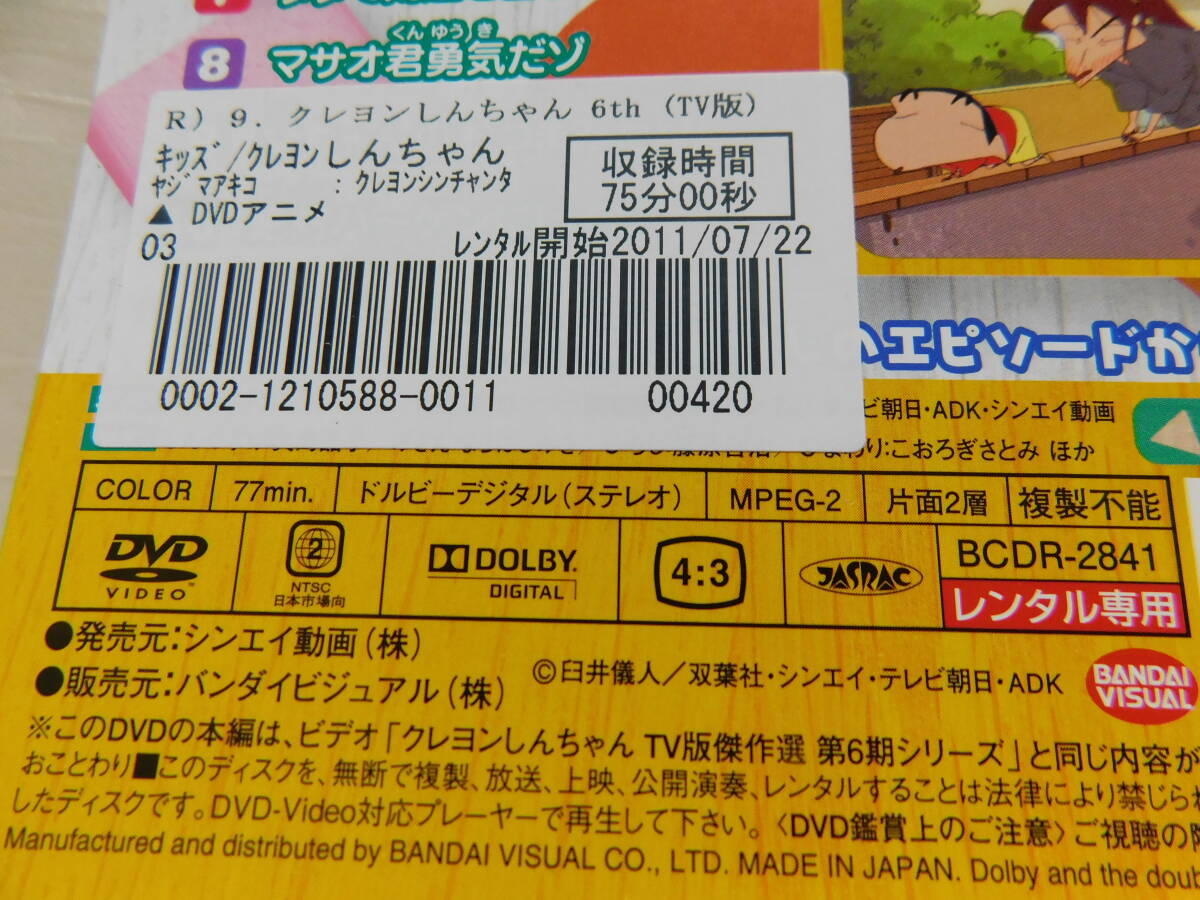 8 マサオ君勇気だゾ
くん ゆう き
R) 9. クレヨンしんちゃん 6th (TV版)
キッズ/クレヨンしんちゃん
ヤジマアキコ : クレヨンシンチャンタ
▲ DVDアニメ
収録時間
75分00秒
03
レンタル開始2011/07/22
0002-1210588-0011
00420
エピソードか
ビ朝日・ADK・シンエイ動画
:こおろぎさとみ ほか
COLOR
77min.
ドルビーデジタル(ステレオ)
MPEG-2
片面2層
複製不能
DVD
VIDEO
2
NTSC
日本市場向
DOLBY
DIGITAL
4:3
JASRAC
BCDR-2841
レンタル専用
●発売元:シンエイ動画(株)
●販売元:バンダイビジュアル(株)
©臼井儀人/双葉社・シンエイ・テレビ朝日・ADK
BANDAI
VISUAL
※このDVDの本編は、ビデオ「クレヨンしんちゃん TV版傑作選 第6期シリーズ」と同じ内容が
おことわり■このディスクを、無断で複製、放送、上映、公開演奏、レンタルすることは法律により禁じら
したディスクです。DVD-Video対応プレーヤーで再生して下さい。〈DVD鑑賞上のご注意〉ご視聴の際
Manufactured and distributed by BANDAI VISUAL CO., LTD. MADE IN JAPAN. Dolby and the doub